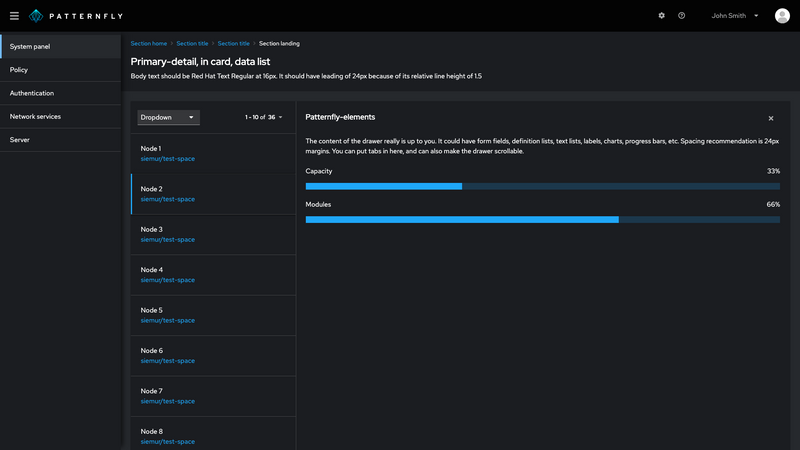 PATTERNFLY
John Smith
System panel
Policy
Authentication
Network services
Server
Section home > Section title > Section title > Section landing
Primary-detail, in card, data list
Body text should be Red Hat Text Regular at 16px. It should have leading of 24px because of its relative line height of 1.5
Dropdown
1 - 10 of 36
Node 1
siemur/test-space
Node 2
siemur/test-space
Node 3
siemur/test-space
Node 4
siemur/test-space
Node 5
siemur/test-space
Node 6
siemur/test-space
Node 7
siemur/test-space
Node 8
siemur/test-space
Patternfly-elements
The content of the drawer really is up to you. It could have form fields, definition lists, text lists, labels, charts, progress bars, etc. Spacing recommendation is 24px
margins. You can put tabs in here, and can also make the drawer scrollable.
Capacity 33%
Modules 66%